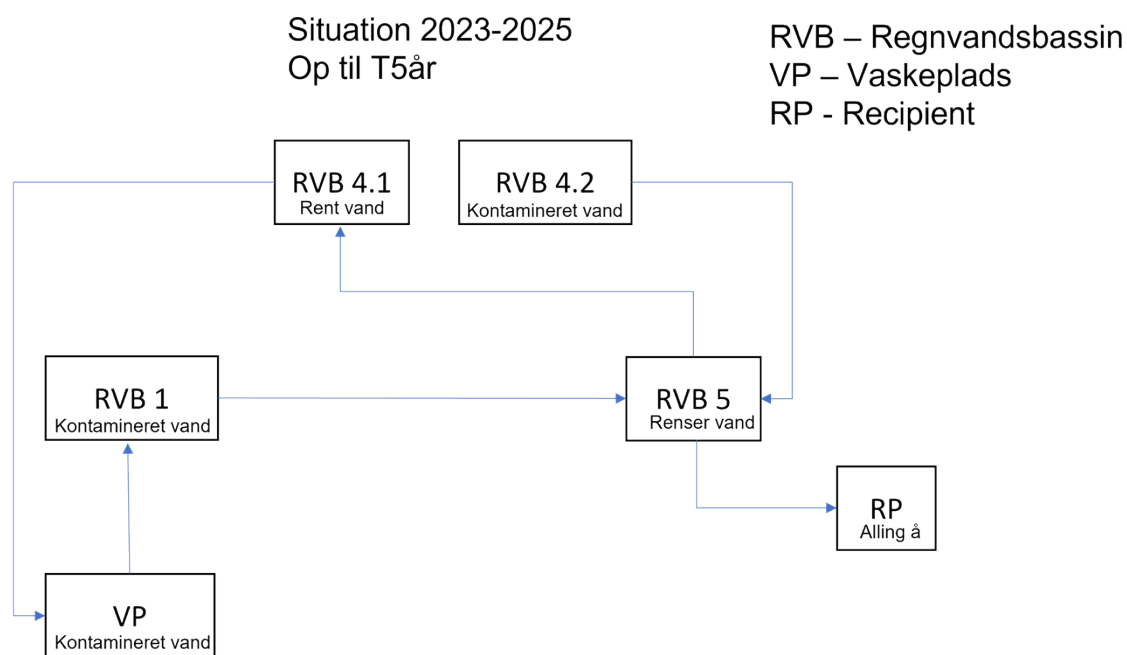 Situation 2023-2025
Op til T5år
RVB – Regnvandsbassin
VP – Vaskeplads
RP - Recipient
RVB 4.1
Rent vand
RVB 4.2
Kontamineret vand
RVB 1
Kontamineret vand
RVB 5
Renser vand
RP
Alling å
VP
Kontamineret vand